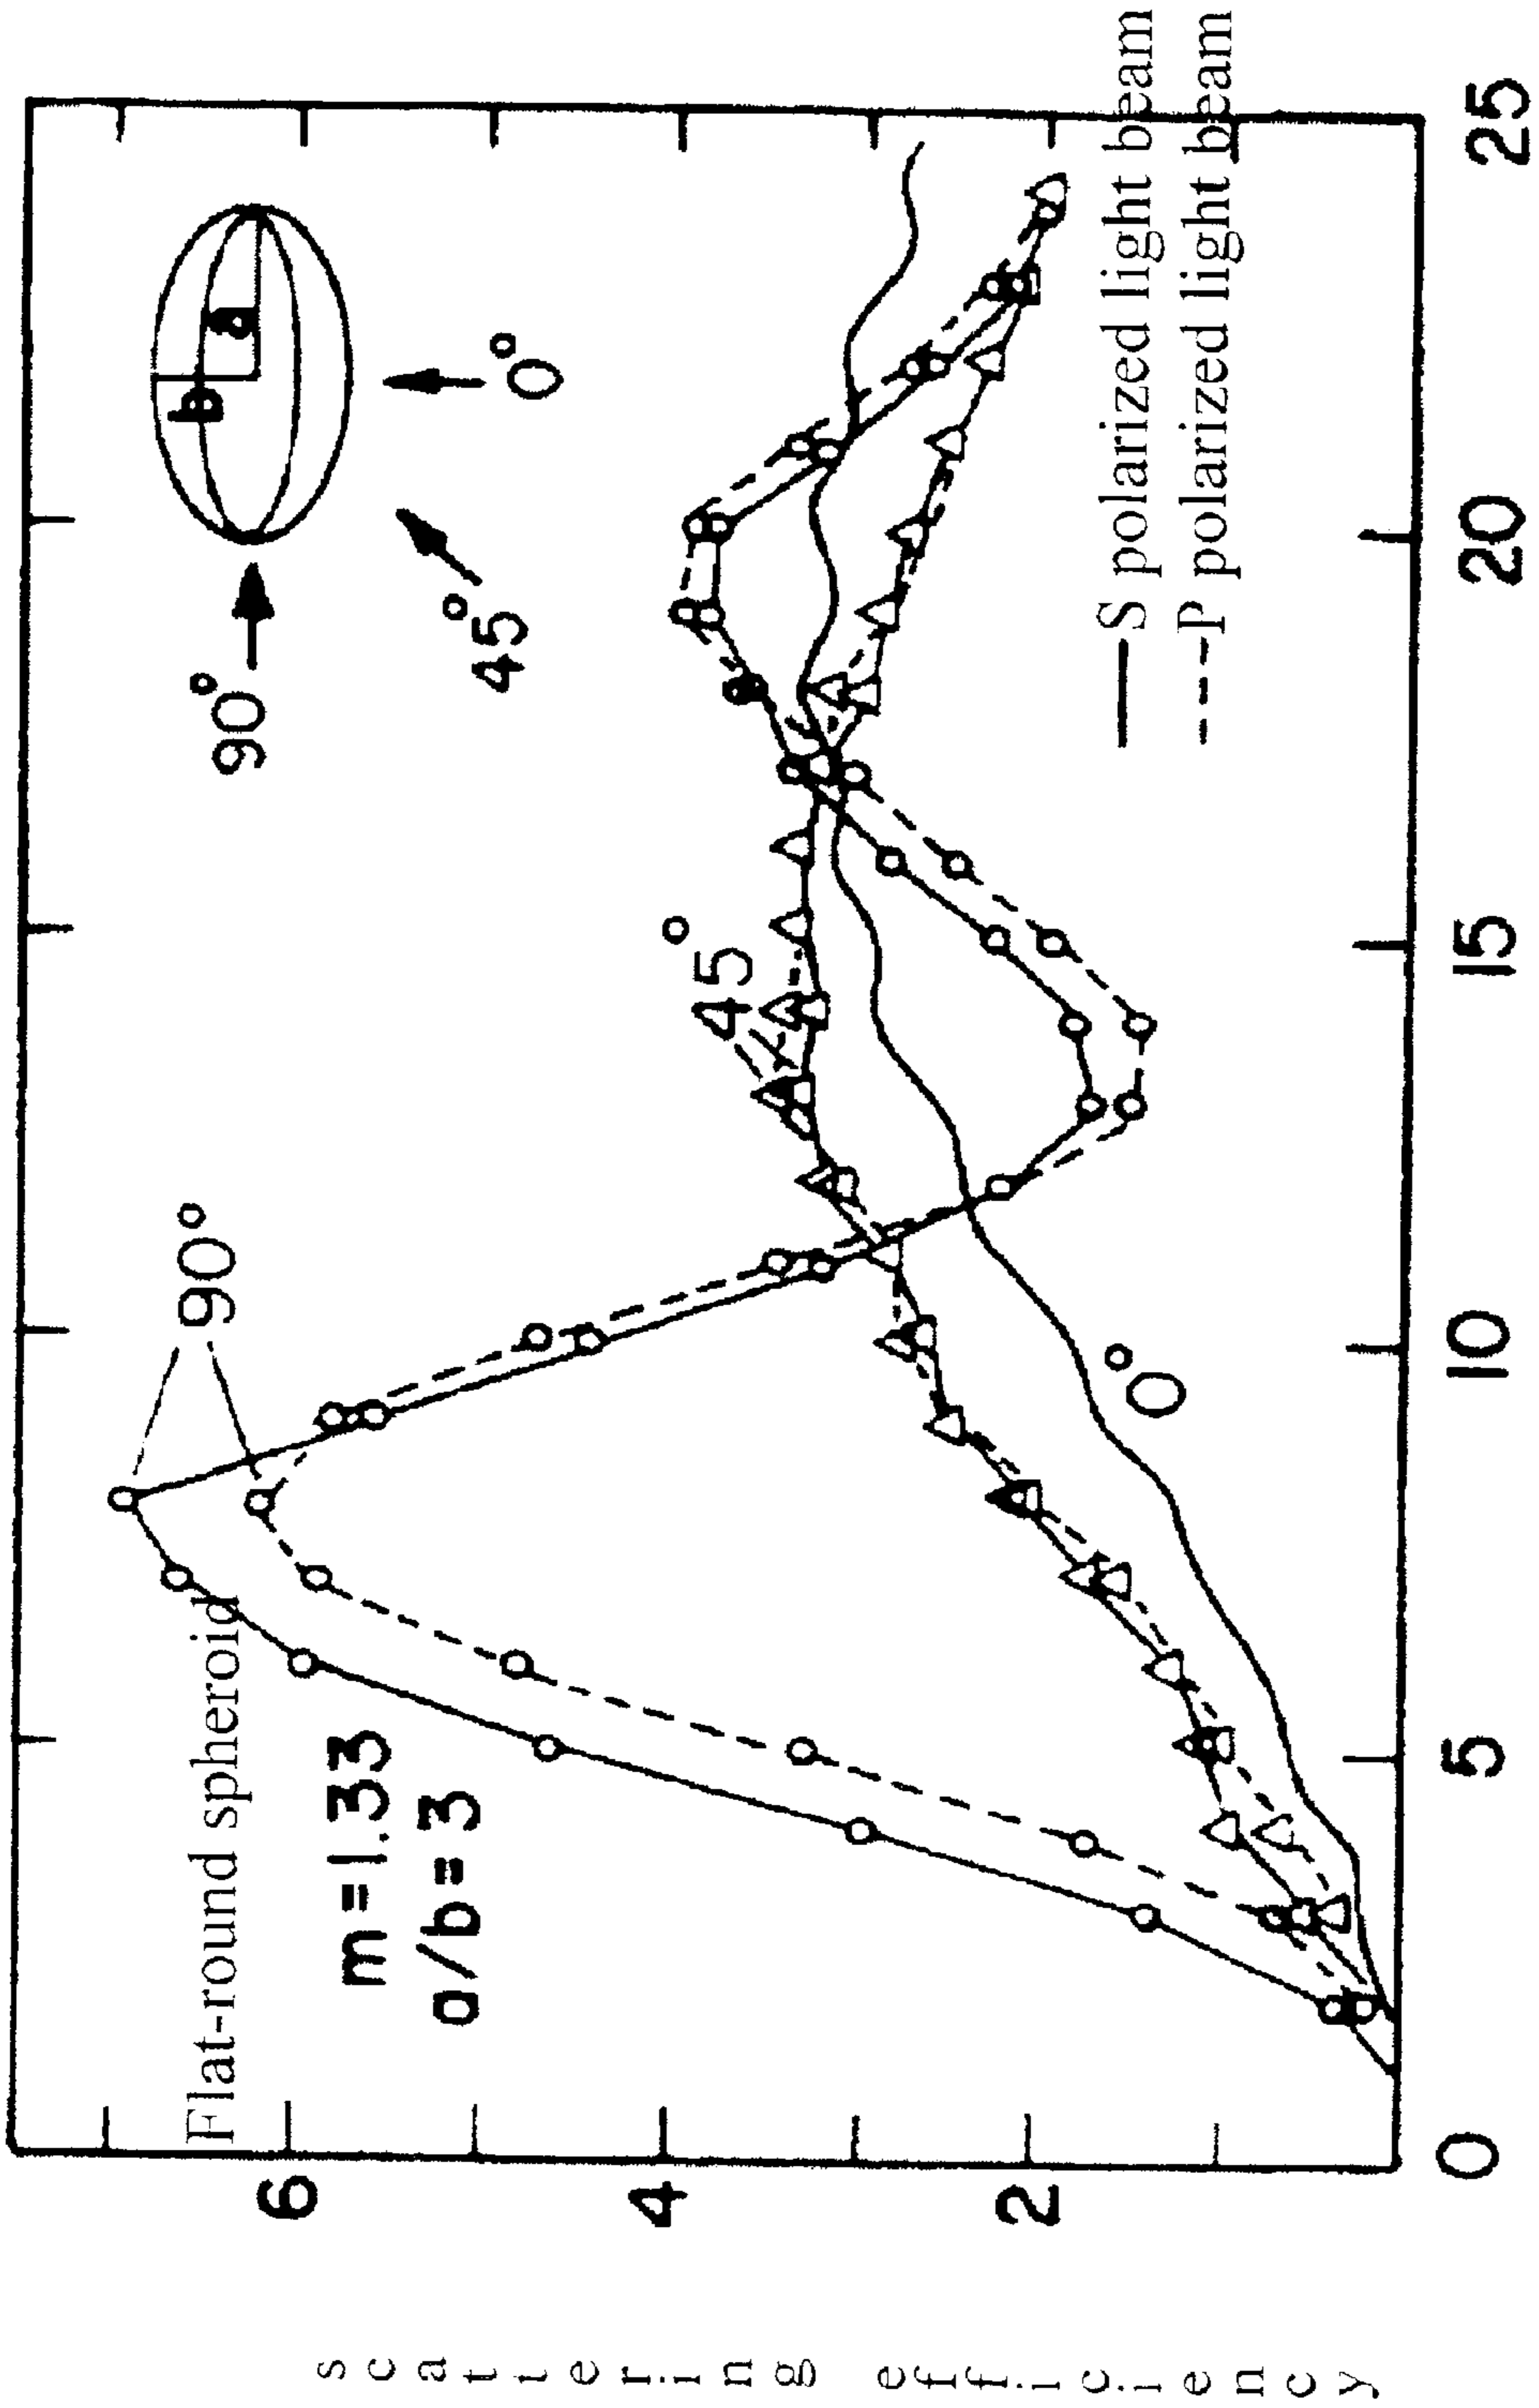 Flat-round spheroid
m=1.33
a/b=3
90°
90°
45°
0°
b
a
45°
0°
S polarized light beam
P polarized light beam
scattering efficiency
6
4
2
0
5
10
15
20
25